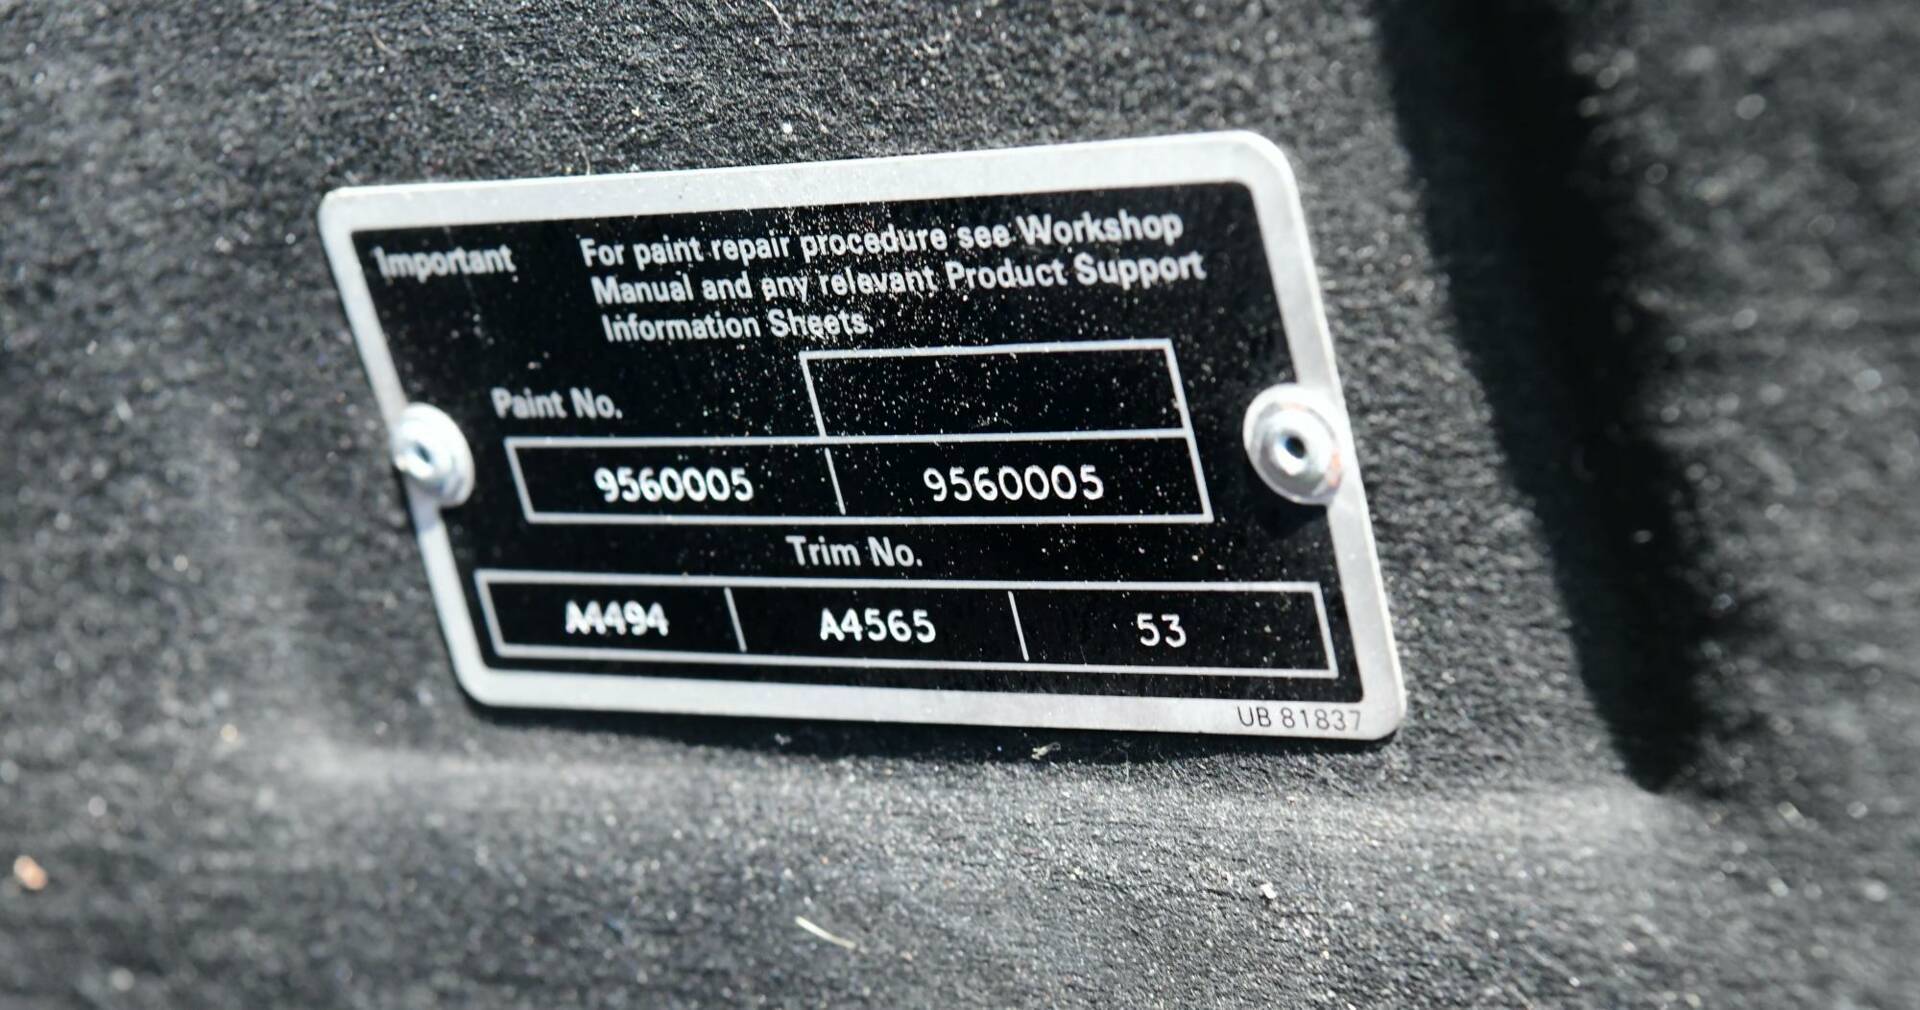 Important For paint repair procedure see Workshop
Manual and any relevant Product Support
Information Sheets.
Paint No.
9560005 9560005
Trim No.
A4494 A4565 53
UB 81837